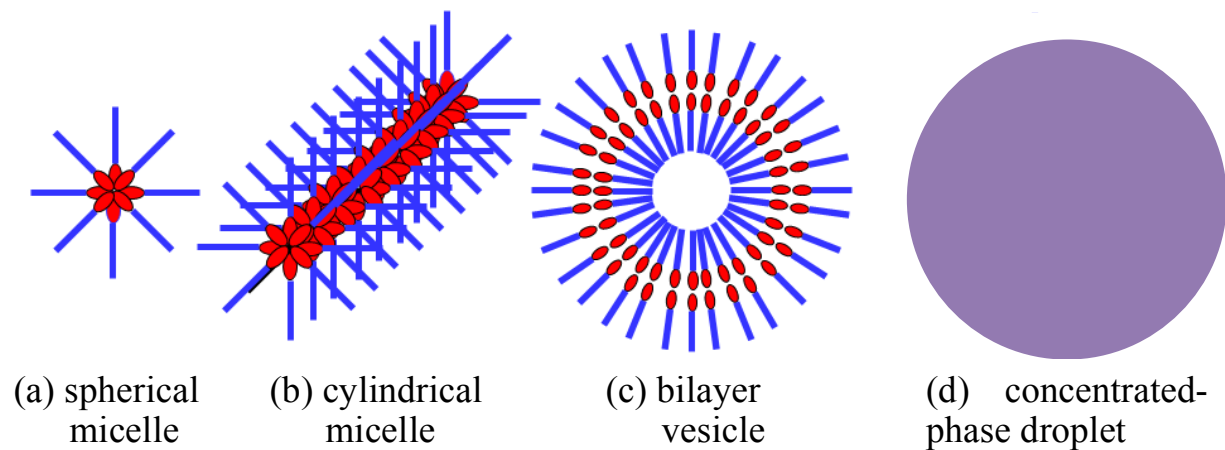 (a) spherical
micelle
(b) cylindrical
micelle
(c) bilayer
vesicle
(d) concentrated-
phase droplet